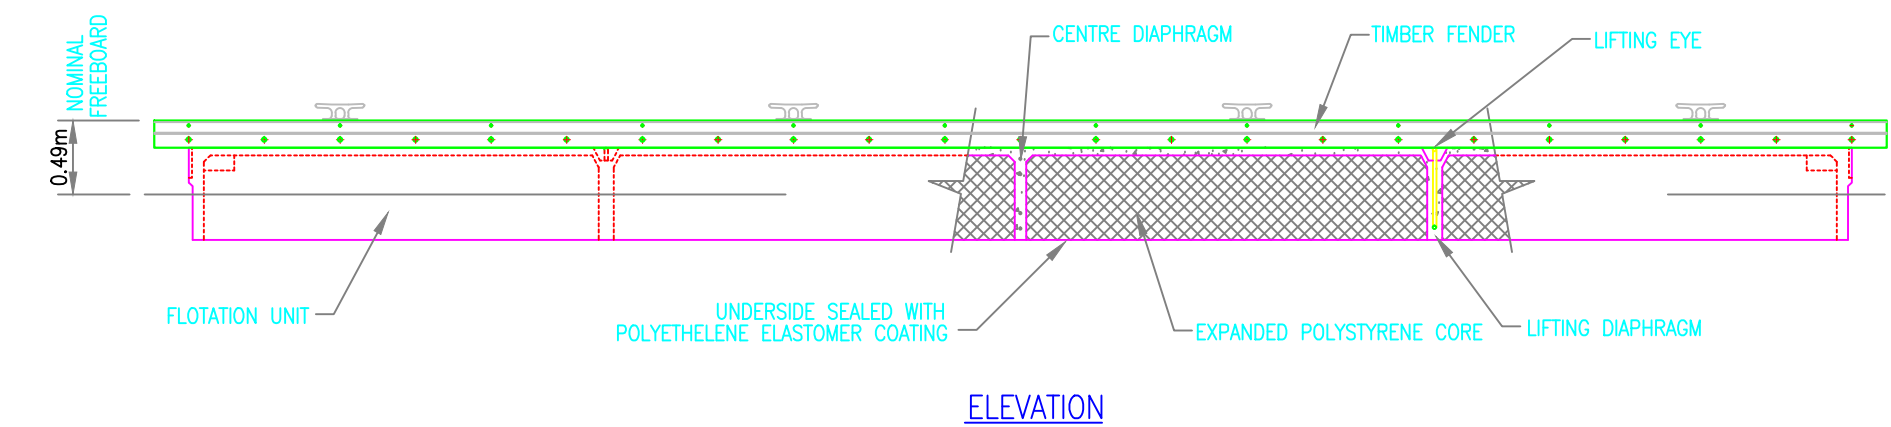 NOMINAL
FREEBOARD
0.49m
CENTRE DIAPHRAGM
TIMBER FENDER
LIFTING EYE
FLOTATION UNIT
UNDERSIDE SEALED WITH
POLYETHELENE ELASTOMER COATING
EXPANDED POLYSTYRENE CORE
LIFTING DIAPHRAGM
ELEVATION